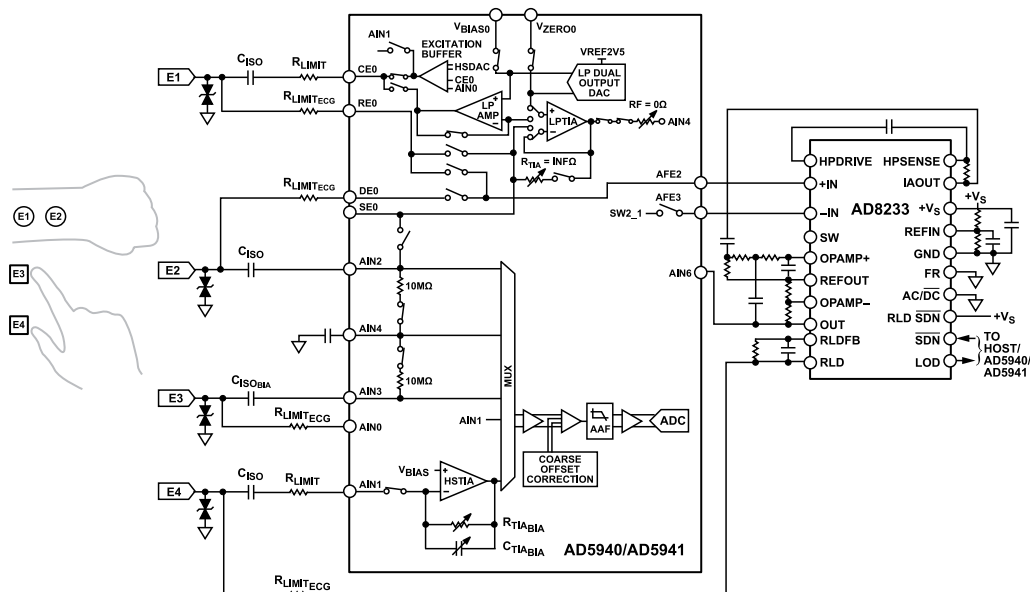 VBIAS0
VZERO0
AIN1
EXCITATION
BUFFER
HSDAC
CE0
AIN0
VREF2V5
LP DUAL
OUTPUT
DAC
E1
CISO
RLIMIT
CE0
RLIMITECG
RE0
LP
AMP
+
−
+
−
LPTIA
RF = 0Ω
AIN4
RTIA = INFΩ
RLIMITECG
DE0
SE0
AFE2
SW2_1
AFE3
HPDRIVE
HPSENSE
+IN
IAOUT
−IN
+VS
+VS
AD8233
SW
REFIN
OPAMP+
GND
REFOUT
FR
OPAMP−
AC/DC
OUT
RLD SDN
+VS
RLDFB
SDN
RLD
LOD
TO
HOST/
AD5940/
AD5941
E1
E2
E3
E4
E2
CISO
AIN2
AIN6
10MΩ
AIN4
10MΩ
MUX
E3
CISOBIA
AIN3
RLIMITECG
AIN0
AIN1
AAF
ADC
COARSE
OFFSET
CORRECTION
E4
CISO
RLIMIT
AIN1
VBIAS
+
−
HSTIA
RTIABIA
CTIABIA
AD5940/AD5941
RLIMITECG